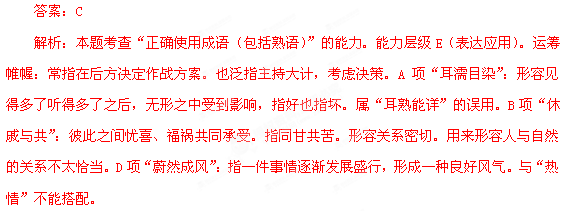 答案：C
解析：本题考查“正确使用成语（包括熟语）”的能力。能力层级 E（表达应用）。运筹
帷幄：常指在后方决定作战方案。也泛指主持大计，考虑决策。A 项“耳濡目染”：形容见
得多了听得多了之后，无形之中受到影响，指好也指坏。属“耳熟能详”的误用。B 项“休
戚与共”：彼此之间忧喜、福祸共同承受。指同甘共苦。形容关系密切。用来形容人与自然
的关系不太恰当。D 项“蔚然成风”：指一件事情逐渐发展盛行，形成一种良好风气。与“热
情”不能搭配。